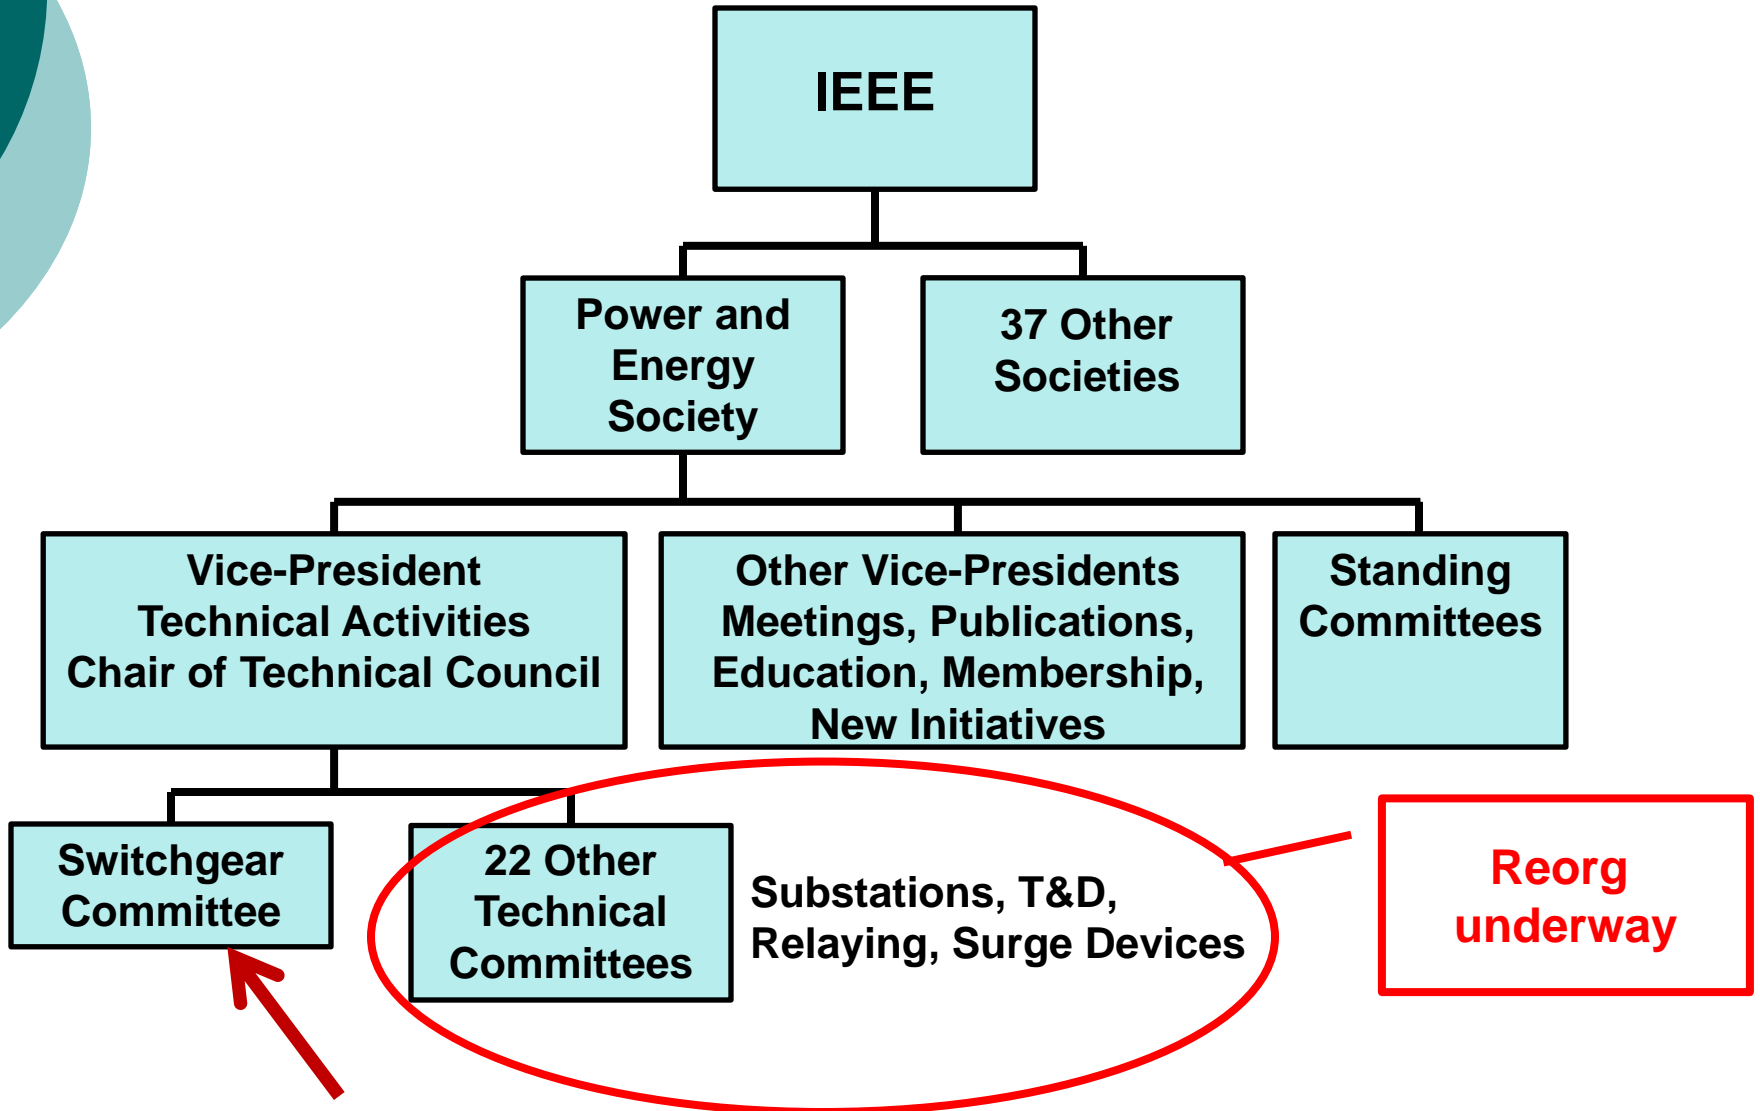 IEEE
Power and
Energy
Society
37 Other
Societies
Vice-President
Technical Activities
Chair of Technical Council
Other Vice-Presidents
Meetings, Publications,
Education, Membership,
New Initiatives
Standing
Committees
Switchgear
Committee
22 Other
Technical
Committees
Substations, T&D,
Relaying, Surge Devices
Reorg
underway